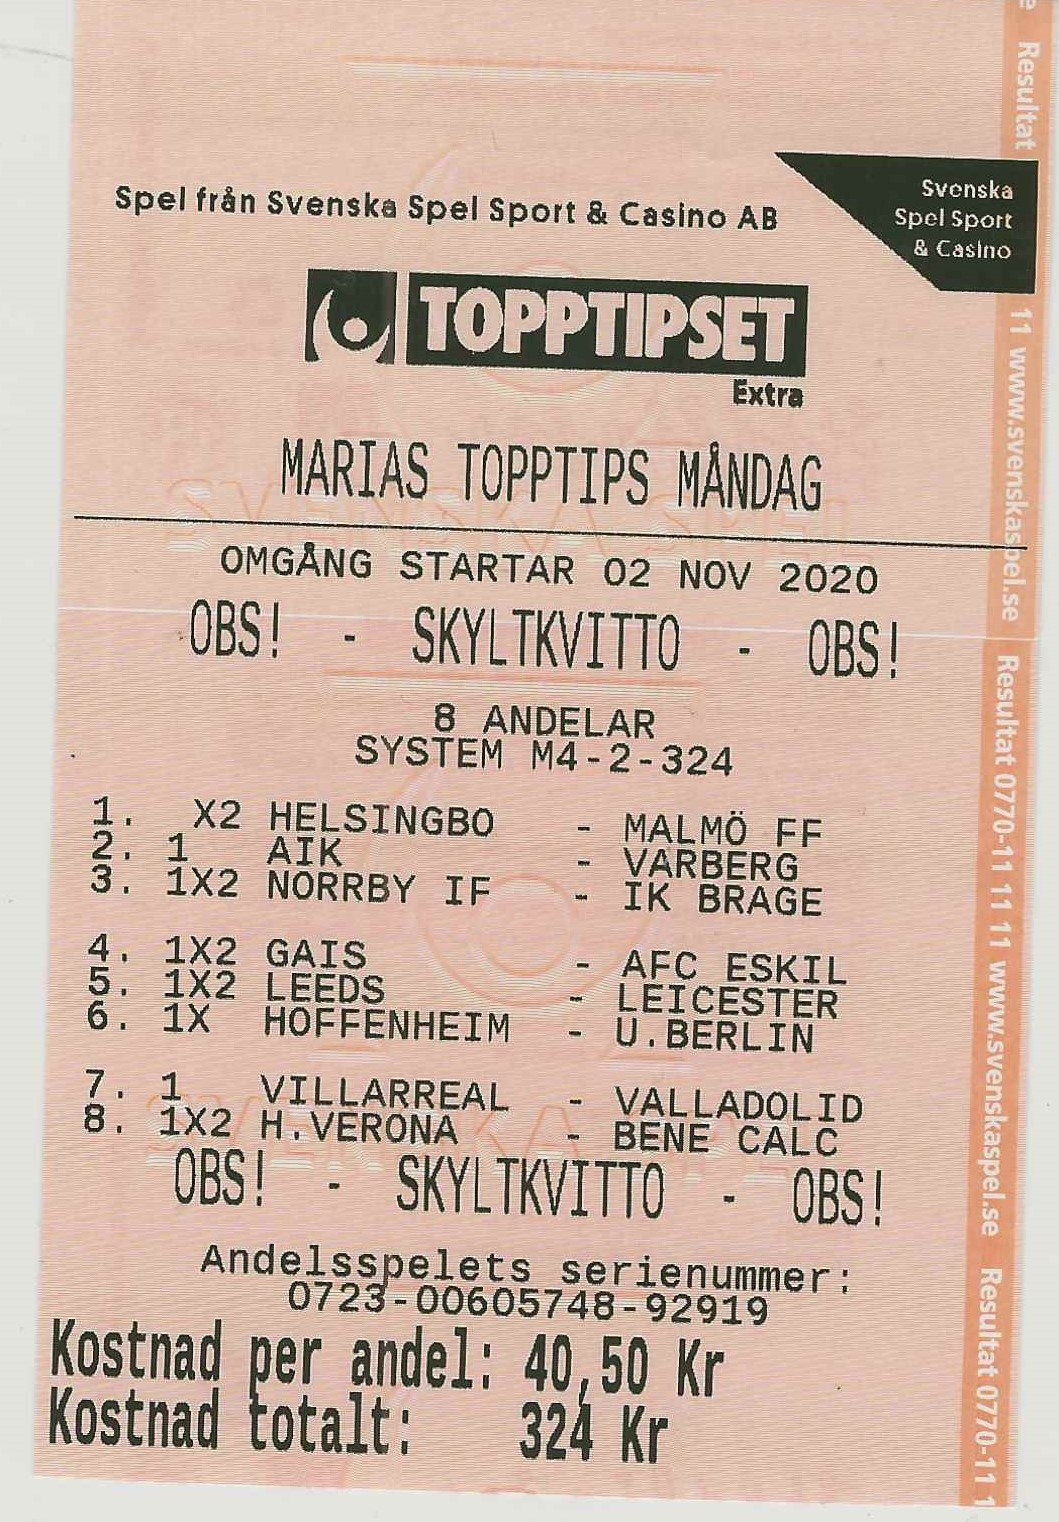 Spel från Svenska Spel Sport & Casino AB
Svenska
Spel Sport
& Casino
TOPPTIPSET
Extra
MARIAS TOPPTIPS MÅNDAG
OMGÅNG STARTAR 02 NOV 2020
OBS! - SKYLTKVITTO - OBS!
8 ANDELAR
SYSTEM M4-2-324
1. X2 HELSINGBO - MALMÖ FF
2. 1 AIK - VARBERG
3. 1X2 NORRBY IF - IK BRAGE
4. 1X2 GAIS - AFC ESKIL
5. 1X2 LEEDS - LEICESTER
6. 1X HOFFENHEIM - U.BERLIN
7. 1 VILLARREAL - VALLADOLID
8. 1X2 H.VERONA - BENE CALC
OBS! - SKYLTKVITTO - OBS!
Andelsspelets serienummer:
0723-00605748-92919
Kostnad per andel: 40,50 Kr
Kostnad totalt: 324 Kr
e Resultat 11 www.svenskaspel.se Resultat 0770-11 11 11 www.svenskaspel.se Resultat 0770-11 1
SVENSKA SPEL